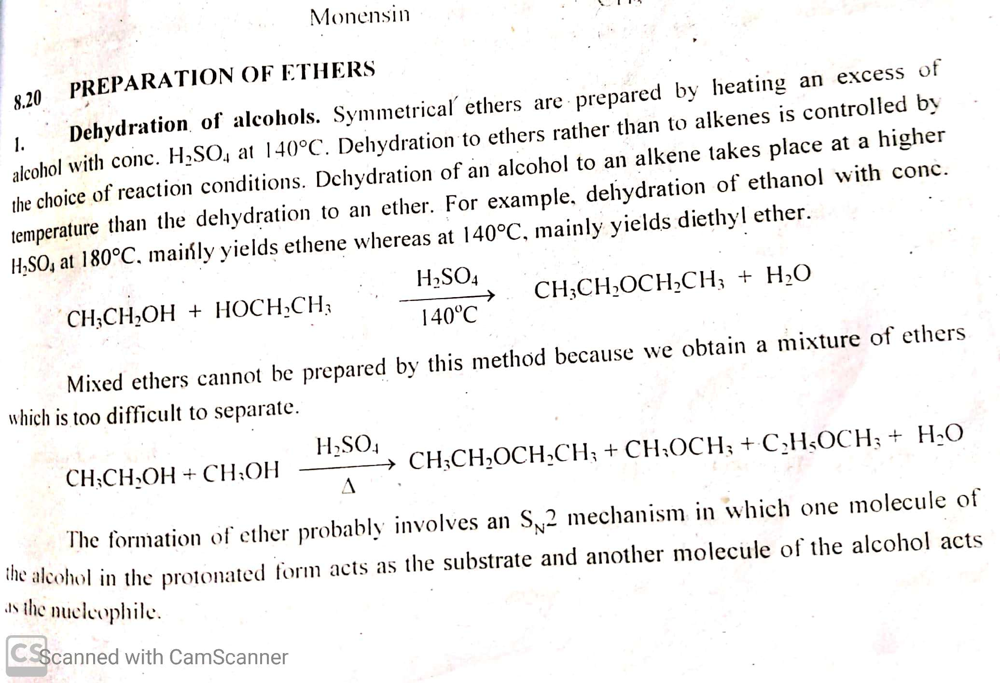 Monensin
8.20 PREPARATION OF ETHERS
1. Dehydration of alcohols. Symmetrical ethers are prepared by heating an excess of
alcohol with conc. H₂SO₄ at 140°C. Dehydration to ethers rather than to alkenes is controlled by
the choice of reaction conditions. Dehydration of an alcohol to an alkene takes place at a higher
temperature than the dehydration to an ether. For example, dehydration of ethanol with conc.
H₂SO₄ at 180°C, mainly yields ethene whereas at 140°C, mainly yields diethyl ether.
CH₃CH₂OH + HOCH₂CH₃ H₂SO₄ → 140°C CH₃CH₂OCH₂CH₃ + H₂O
Mixed ethers cannot be prepared by this method because we obtain a mixture of ethers
which is too difficult to separate.
CH₃CH₂OH + CH₃OH H₂SO₄ → Δ CH₃CH₂OCH₂CH₃ + CH₃OCH₃ + C₂H₅OCH₃ + H₂O
The formation of ether probably involves an S_N2 mechanism in which one molecule of
the alcohol in the protonated form acts as the substrate and another molecule of the alcohol acts
as the nucleophile.
CS Scanned with CamScanner